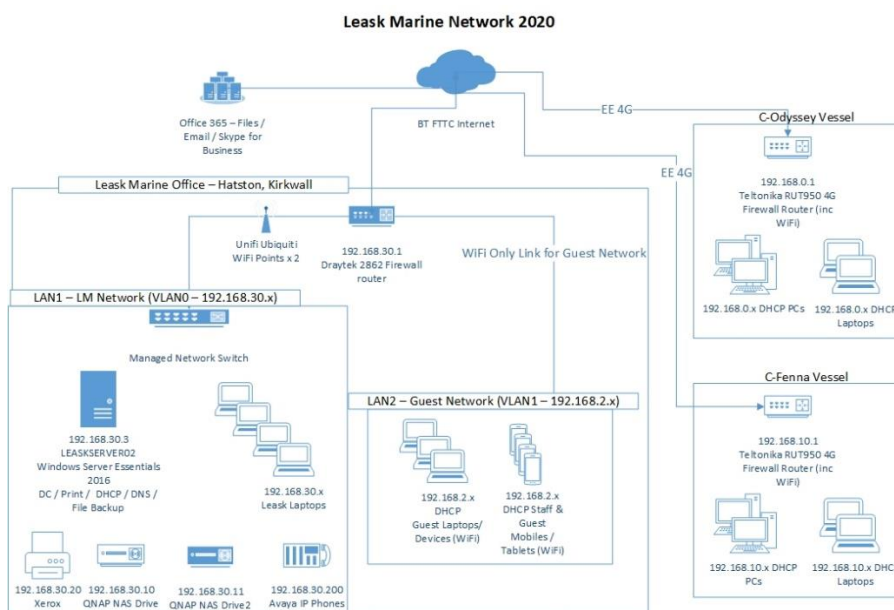 Leask Marine Network 2020
Office 365 – Files /
Email / Skype for
Business
BT FTTC Internet
EE 4G
EE 4G
C-Odyssey Vessel
192.168.0.1
Teltonika RUT950 4G
Firewall Router (inc
WiFi)
192.168.0.x DHCP PCs
192.168.0.x DHCP
Laptops
Leask Marine Office – Hatston, Kirkwall
Unifi Ubiquiti
WiFi Points x 2
192.168.30.1
Draytek 2862 Firewall
router
WiFi Only Link for Guest Network
LAN1 – LM Network (VLAN0 – 192.168.30.x)
Managed Network Switch
192.168.30.3
LEASKSERVER02
Windows Server Essentials
2016
DC / Print / DHCP / DNS /
File Backup
192.168.30.x
Leask Laptops
192.168.30.20
Xerox
192.168.30.10
QNAP NAS Drive
192.168.30.11
QNAP NAS Drive2
192.168.30.200
Avaya IP Phones
LAN2 – Guest Network (VLAN1 – 192.168.2.x)
192.168.2.x
DHCP
Guest Laptops/
Devices (WiFi)
192.168.2.x
DHCP Staff &
Guest
Mobiles /
Tablets (WiFi)
C-Fenna Vessel
192.168.10.1
Teltonika RUT950 4G
Firewall Router (inc
WiFi)
192.168.10.x DHCP
PCs
192.168.10.x DHC
Laptops